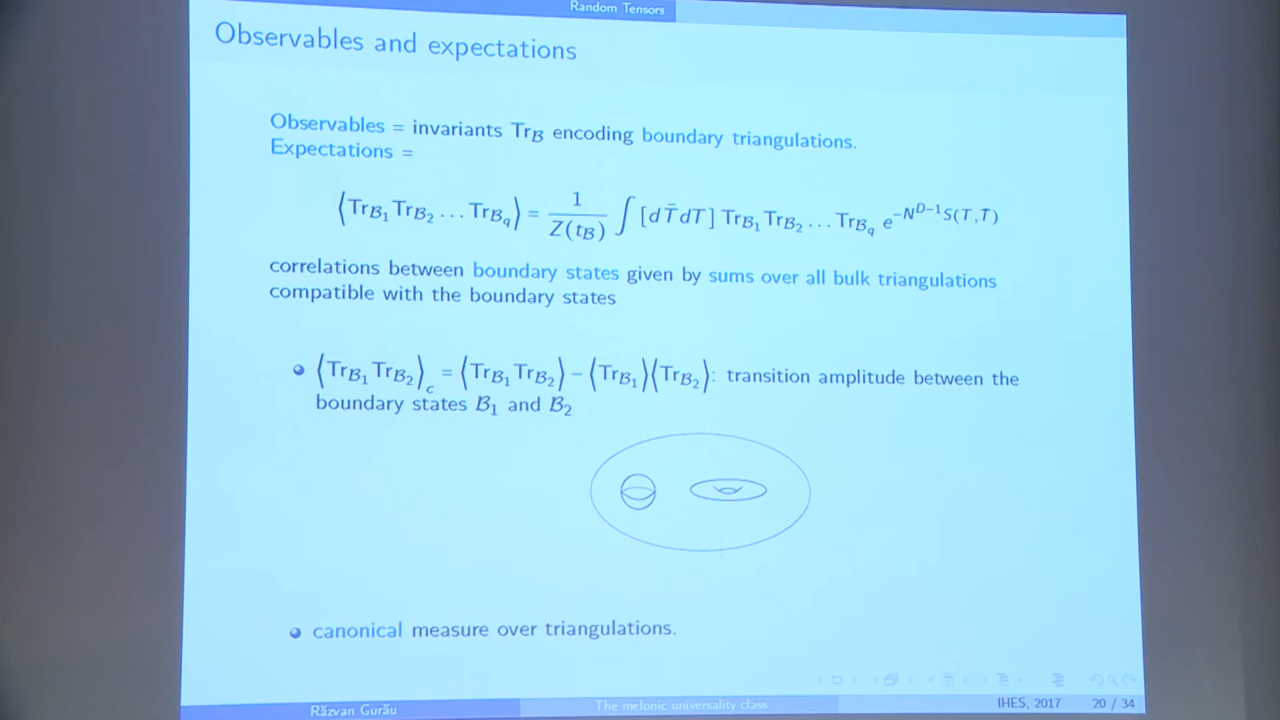 Random Tensors
Observables and expectations
Observables = invariants Tr_ℬ encoding boundary triangulations.
Expectations =
⟨Tr_ℬ₁ Tr_ℬ₂ … Tr_ℬq⟩ = 1/Z(t_ℬ) ∫ [dT̄dT] Tr_ℬ₁ Tr_ℬ₂ … Tr_ℬq e^{−N^{D−1}S(T,T̄)}
correlations between boundary states given by sums over all bulk triangulations
compatible with the boundary states
⟨Tr_ℬ₁ Tr_ℬ₂⟩_c = ⟨Tr_ℬ₁ Tr_ℬ₂⟩ − ⟨Tr_ℬ₁⟩⟨Tr_ℬ₂⟩: transition amplitude between the
boundary states ℬ₁ and ℬ₂
canonical measure over triangulations.
Răzvan Gurău The melonic universality class IHES, 2017 20 / 34